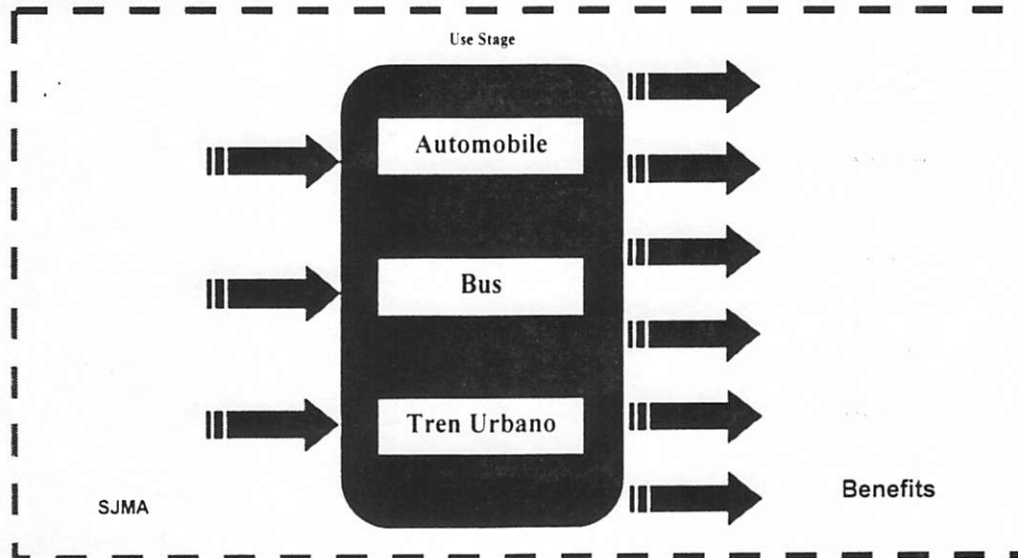 Use Stage
Automobile
Bus
Tren Urbano
SJMA
Benefits